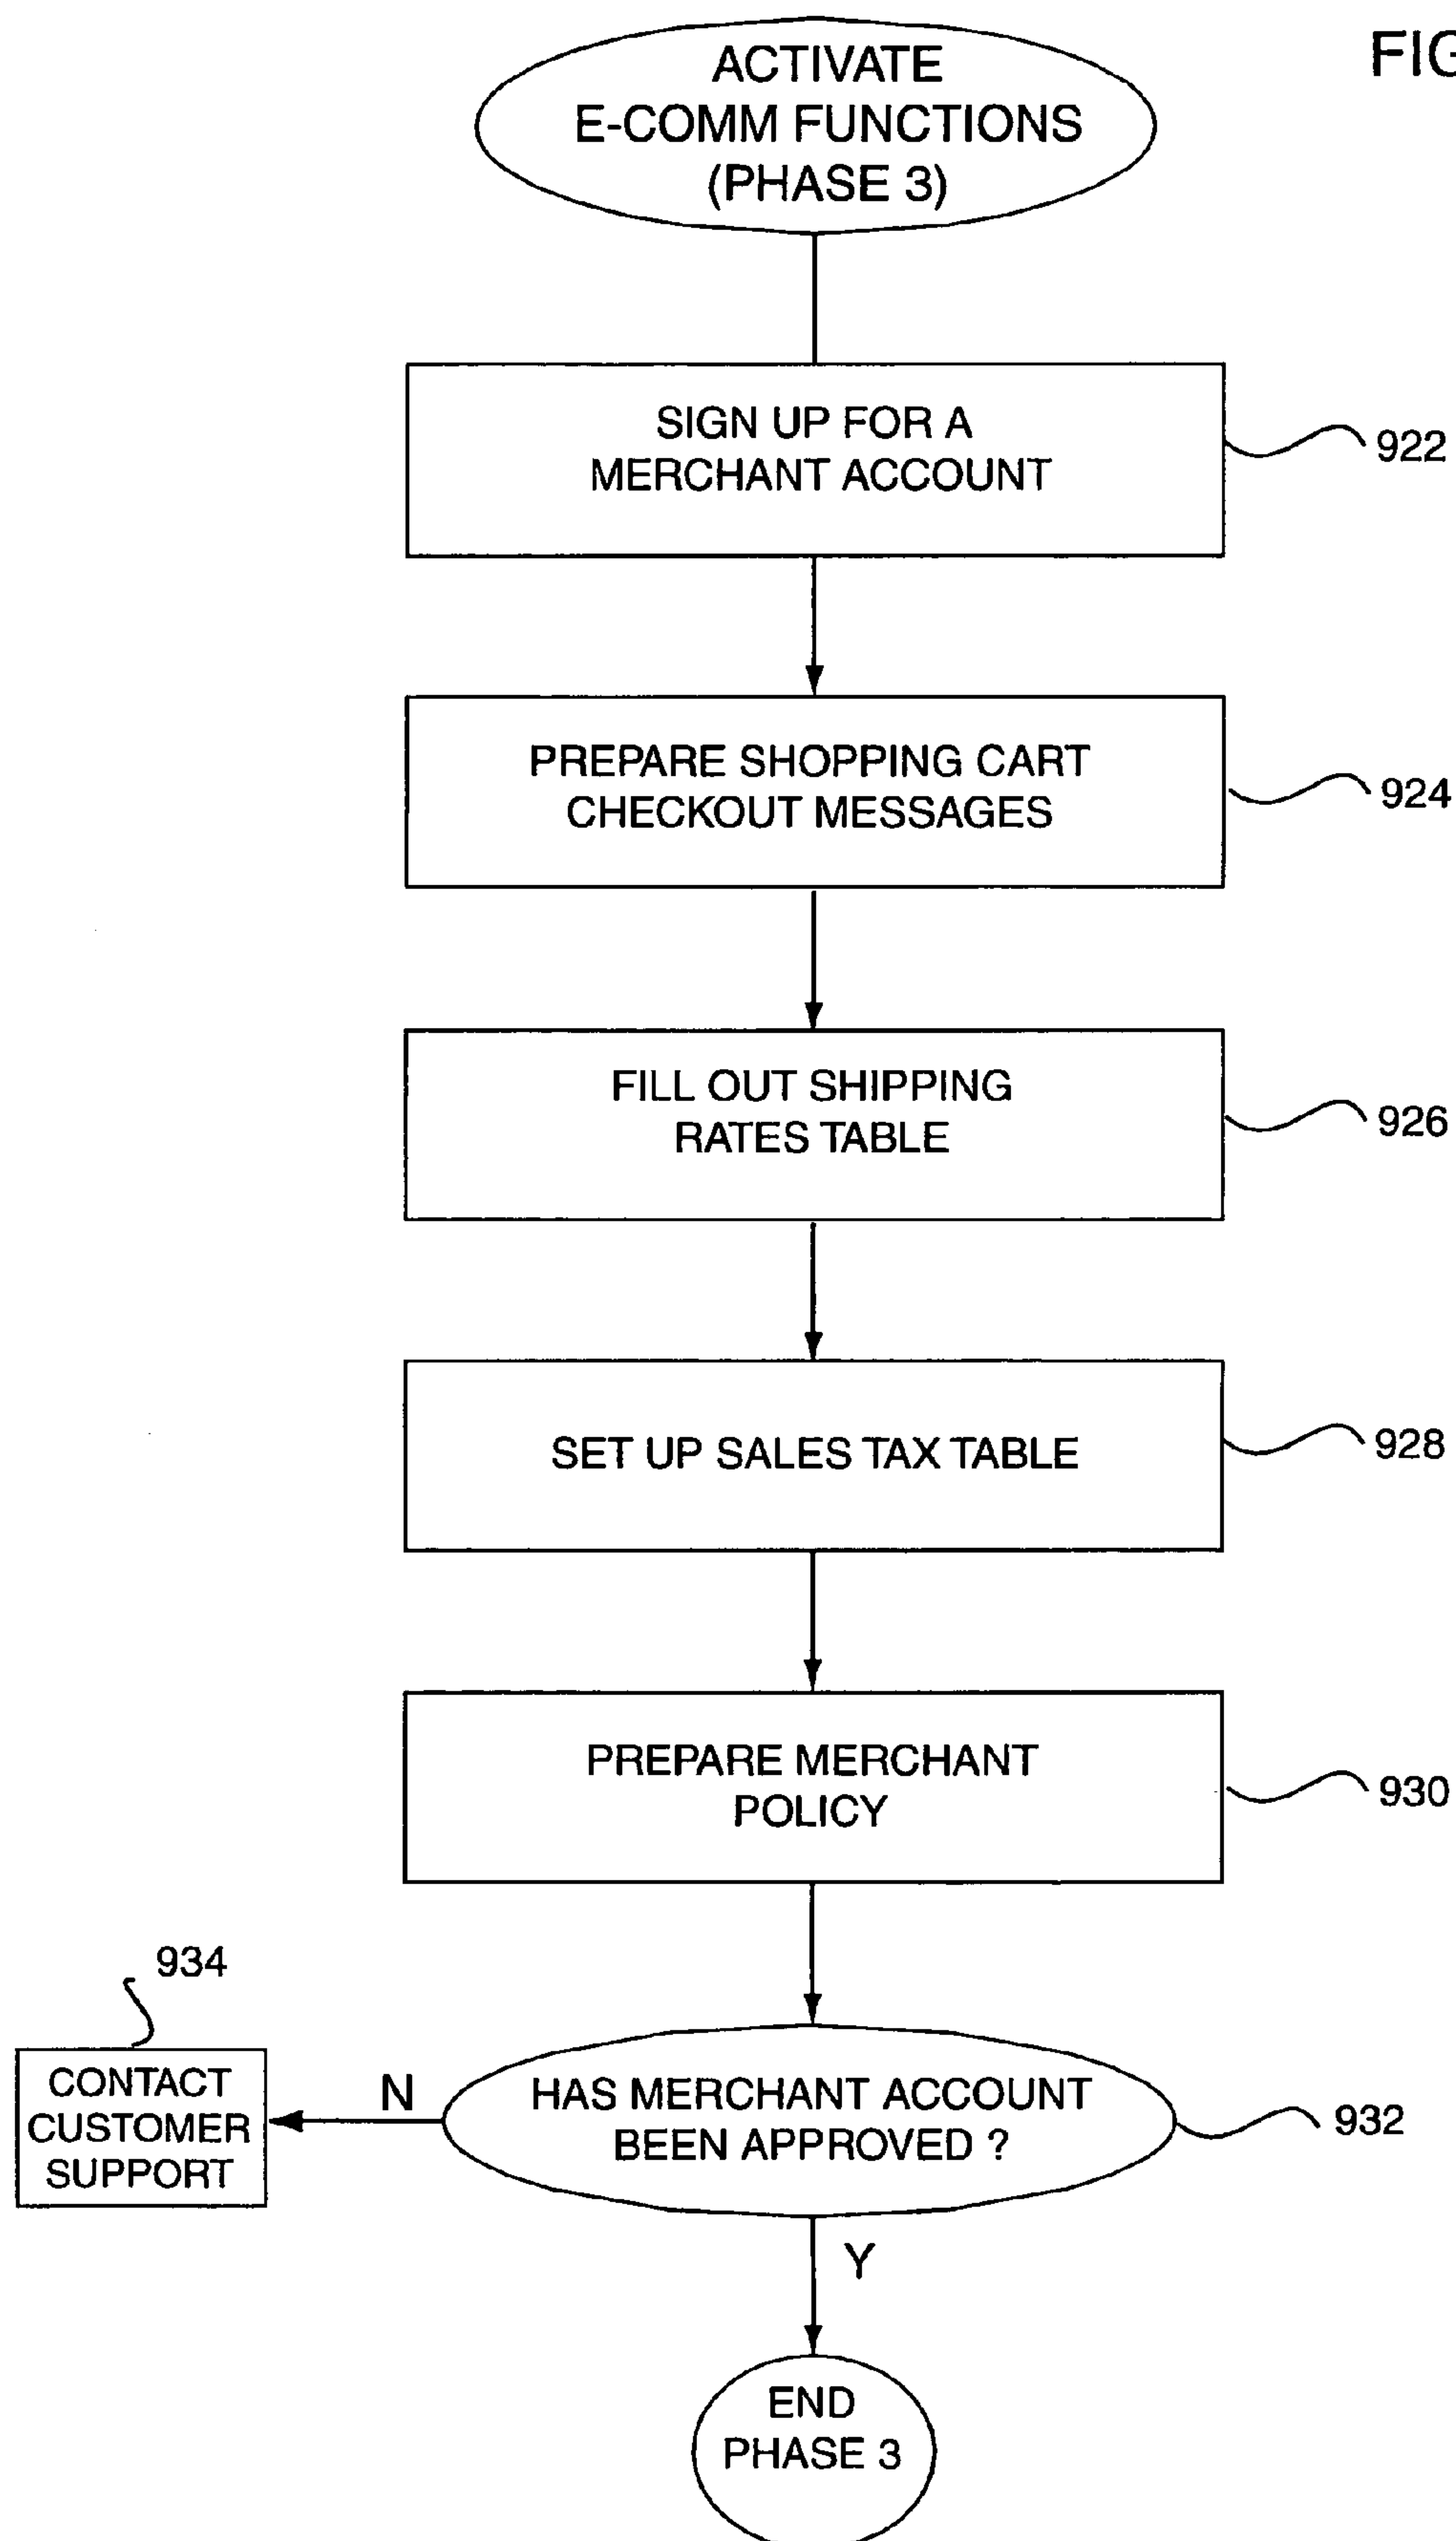 FIG
ACTIVATE
E-COMM FUNCTIONS
(PHASE 3)
SIGN UP FOR A
MERCHANT ACCOUNT
922
PREPARE SHOPPING CART
CHECKOUT MESSAGES
924
FILL OUT SHIPPING
RATES TABLE
926
SET UP SALES TAX TABLE
928
PREPARE MERCHANT
POLICY
930
934
CONTACT
CUSTOMER
SUPPORT
N
HAS MERCHANT ACCOUNT
BEEN APPROVED ?
932
Y
END
PHASE 3